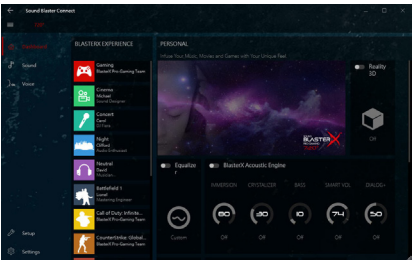 Sound Blaster Connect
Dashboard
Sound
Voice
Setup
Settings
BLASTERX EXPERIENCE
Gaming
BlasterX Pro-Gaming Team
Cinema
Michael
Sound Designer
Concert
Carol
Night
Clifford
Audio Enthusiast
Neutral
David
Musician
Battlefield 1
Lionel
Mastering Engineer
Call of Duty: Infinite...
BlasterX Pro-Gaming Team
CounterStrike: Global...
BlasterX Pro-Gaming Team
PERSONAL
Infuse Your Music, Movies and Games with Your Unique Feel
BLASTERX
Reality
3D
Off
Equalize
r
Custom
BlasterX Acoustic Engine
IMMERSION CRYSTALIZER BASS SMART VOL DIALOG+
80 30 10 74 50
Off Off Off Off Off